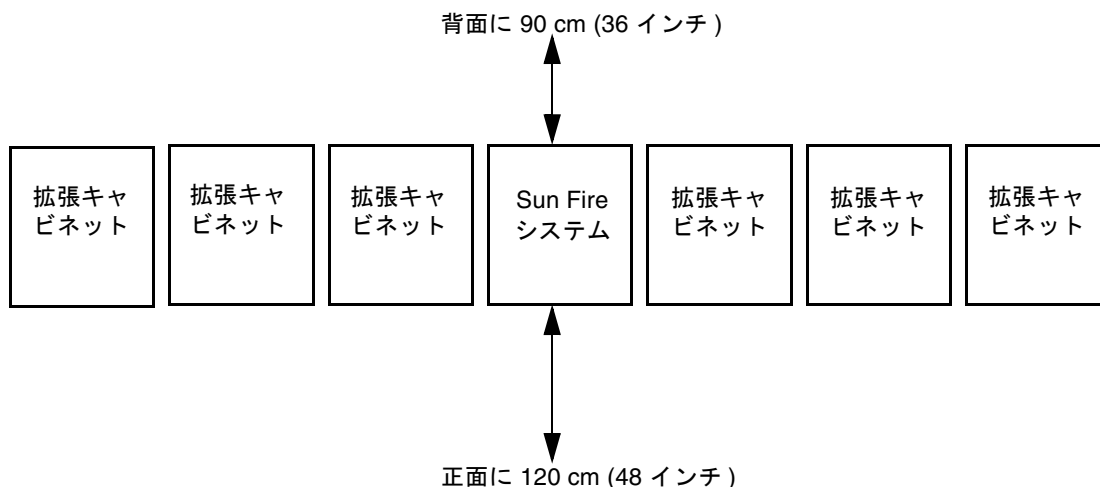 背面に 90 cm (36 インチ )
拡張キャ
ビネット
拡張キャ
ビネット
拡張キャ
ビネット
Sun Fire
システム
拡張キャ
ビネット
拡張キャ
ビネット
拡張キャ
ビネット
正面に 120 cm (48 インチ )